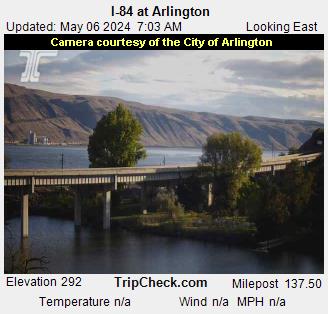 I-84 at Arlington
Updated: May 06 2024 7:03 AM Looking East
Camera courtesy of the City of Arlington
Elevation 292 TripCheck.com Milepost 137.50
Temperature n/a Wind n/a MPH n/a